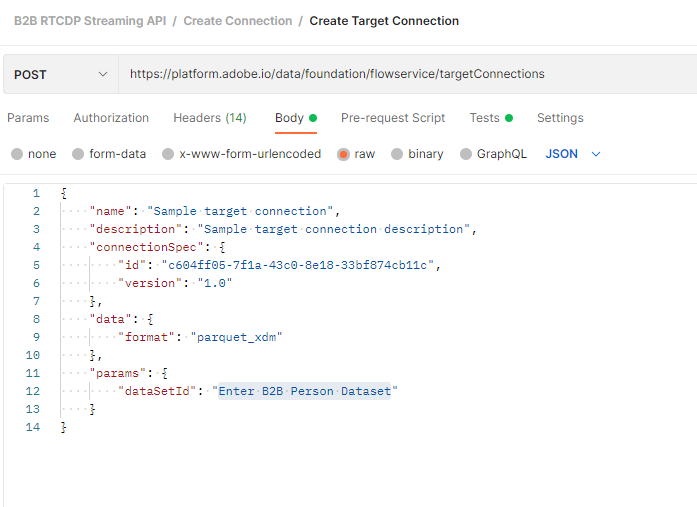 B2B RTCDP Streaming API / Create Connection / Create Target Connection
POST https://platform.adobe.io/data/foundation/flowservice/targetConnections
Params Authorization Headers (14) Body Pre-request Script Tests Settings
none form-data x-www-form-urlencoded raw binary GraphQL JSON
1 {
2 "name": "Sample target connection",
3 "description": "Sample target connection description",
4 "connectionSpec": {
5 "id": "c604ff05-7f1a-43c0-8e18-33bf874cb11c",
6 "version": "1.0"
7 },
8 "data": {
9 "format": "parquet_xdm"
10 },
11 "params": {
12 "dataSetId": "Enter B2B Person Dataset"
13 }
14 }